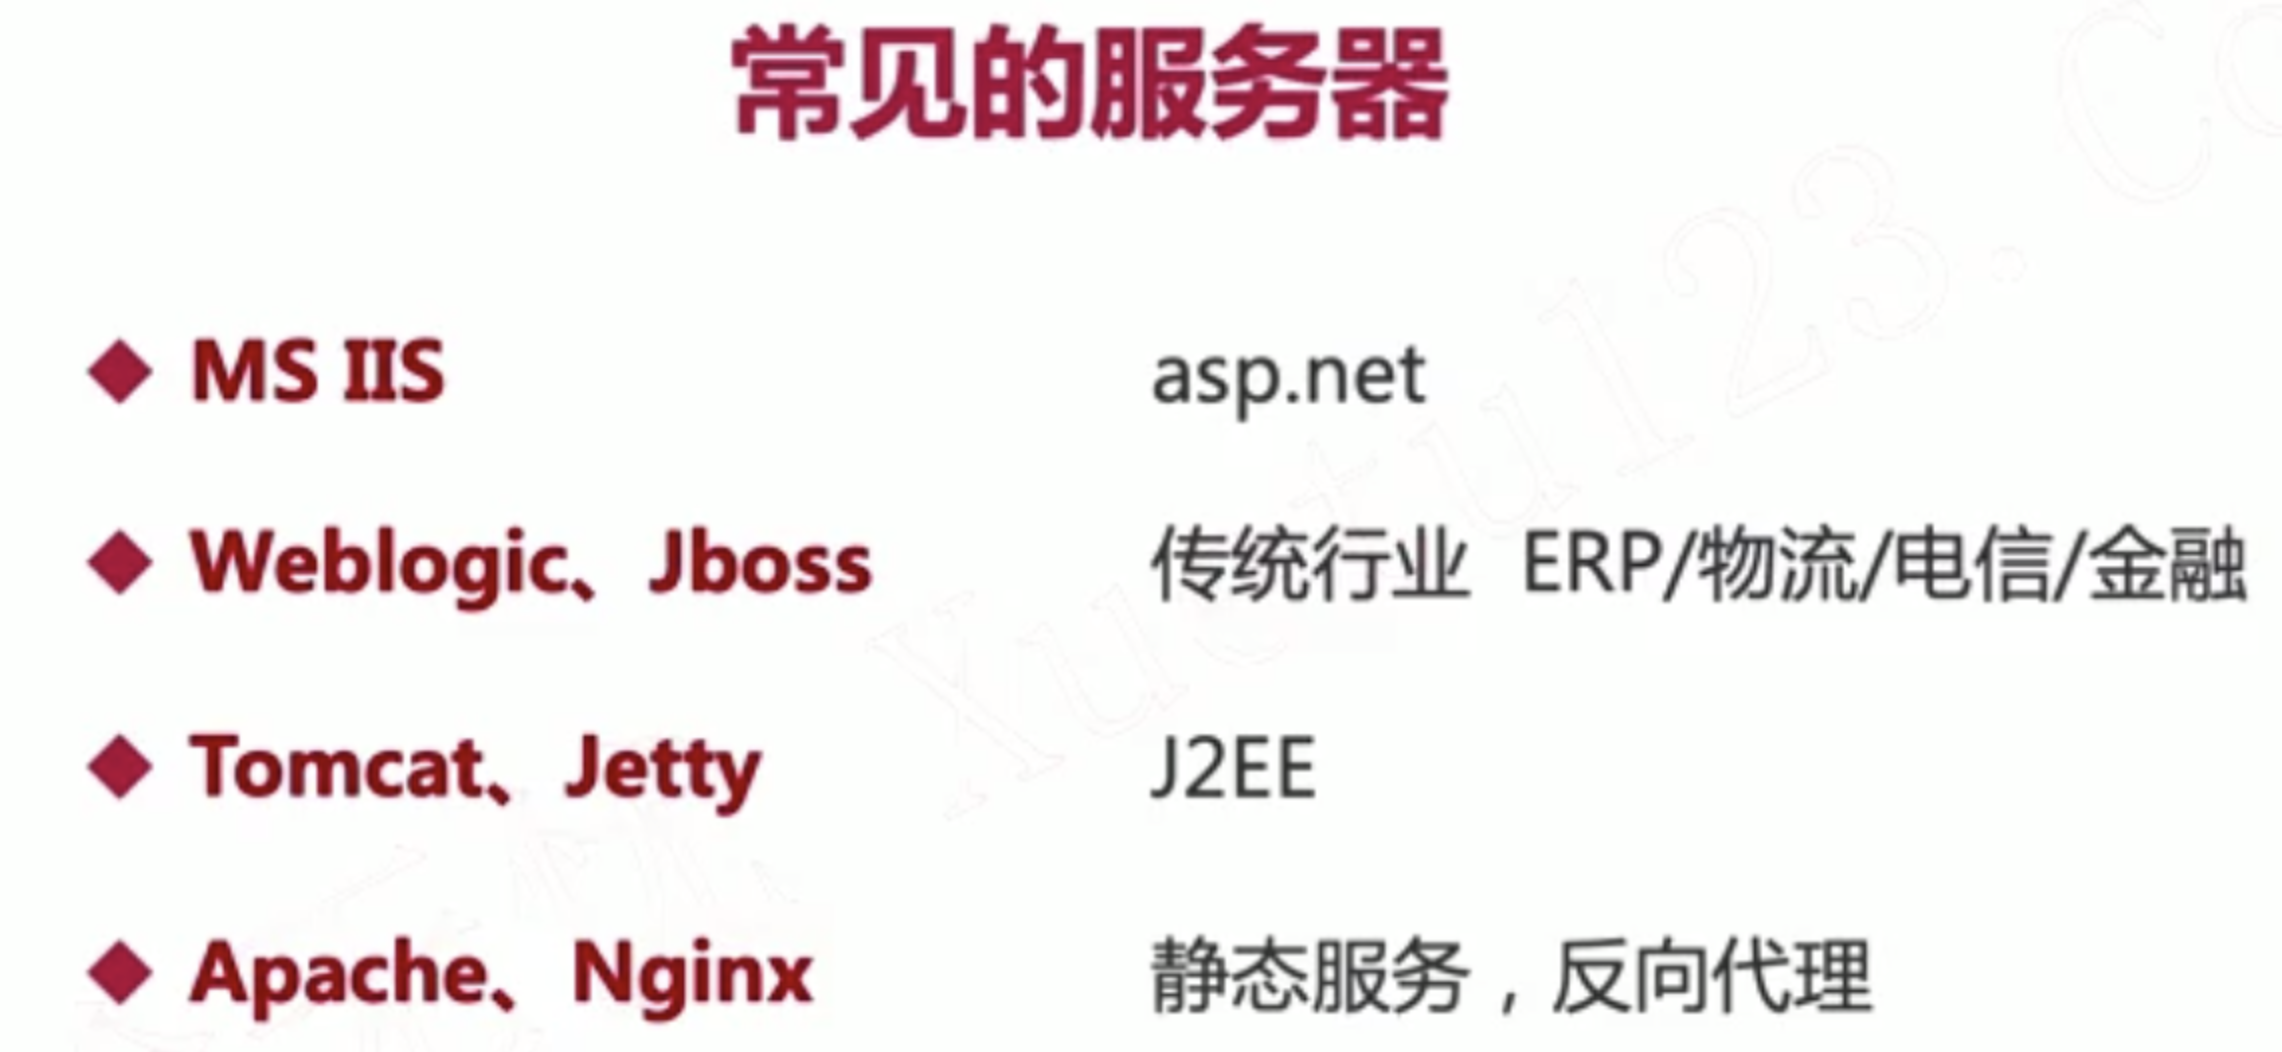 常见的服务器
MS IIS asp.net
Weblogic、Jboss 传统行业 ERP/物流/电信/金融
Tomcat、Jetty J2EE
Apache、Nginx 静态服务，反向代理